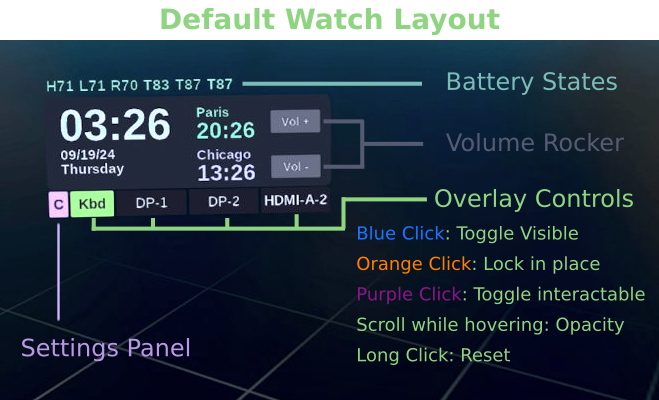 Default Watch Layout
H71 L71 R70 T83 T87 T87
Battery States
03:26
09/19/24
Thursday
Paris
20:26
Chicago
13:26
Vol +
Vol -
Volume Rocker
C
Kbd
DP-1
DP-2
HDMI-A-2
Overlay Controls
Blue Click: Toggle Visible
Orange Click: Lock in place
Purple Click: Toggle interactable
Scroll while hovering: Opacity
Long Click: Reset
Settings Panel